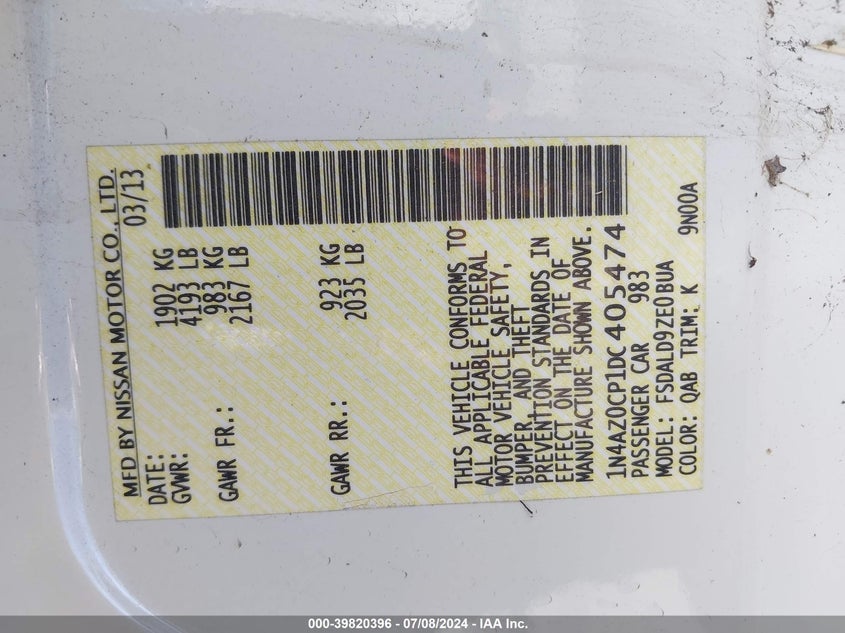 MFD BY NISSAN MOTOR CO., LTD.
DATE: 03/13
GVWR: 1902 KG
4193 LB
GAWR FR.: 983 KG
2167 LB
GAWR RR.: 923 KG
2035 LB
THIS VEHICLE CONFORMS TO
ALL APPLICABLE FEDERAL
MOTOR VEHICLE SAFETY,
BUMPER, AND THEFT
PREVENTION STANDARDS IN
EFFECT ON THE DATE OF
MANUFACTURE SHOWN ABOVE.
1N4AZ0CP1DC405474
PASSENGER CAR 983
MODEL: FSDALD9ZE0BUA
COLOR: QAB TRIM: K 9N00A
000-39820396 - 07/08/2024 - IAA Inc.